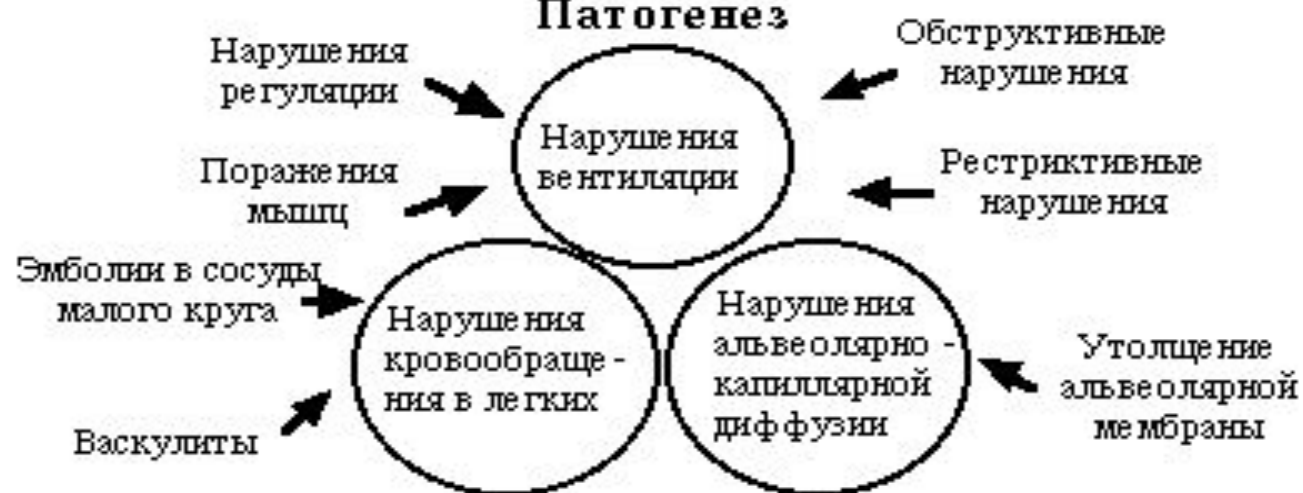 Патогенез
Нарушения
регуляции
Обструктивные
нарушения
Нарушения
вентиляции
Поражения
мышц
Рестриктивные
нарушения
Эмболии в сосуды
малого круга
Нарушения
кровообраще -
ния в легких
Нарушения
альвеолярно -
капиллярной
диффузии
Утолщение
альвеолярной
мембраны
Васкулиты